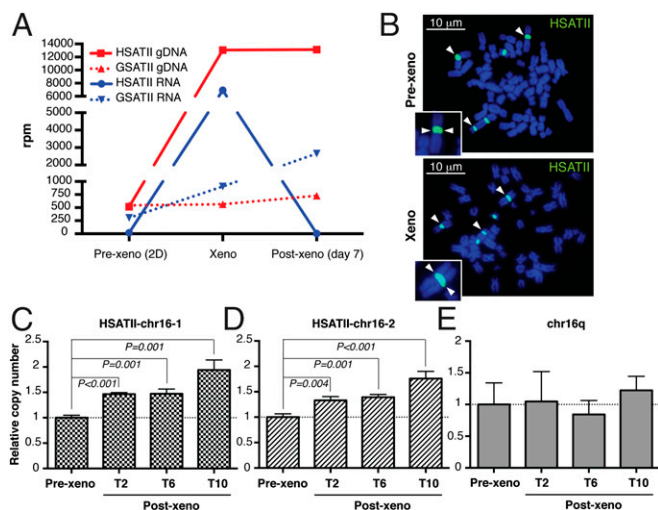 A
14000
12000
10000
8000
6000
3000
2000
1000
1000
750
500
250
0
rpm
HSATII gDNA
GSATII gDNA
HSATII RNA
GSATII RNA
Pre-xeno (2D) Xeno Post-xeno (day 7)
B
10 μm HSATII
Pre-xeno
10 μm HSATII
Xeno
C HSATII-chr16-1
Relative copy number
2.5
2
1.5
1
0.5
0
P=0.001
P=0.001
P<0.001
Pre-xeno T2 T6 T10
Post-xeno
D HSATII-chr16-2
2.5
2
1.5
1
0.5
0
P<0.001
P=0.001
P=0.004
Pre-xeno T2 T6 T10
Post-xeno
E chr16q
2
1.5
1
0.5
0
Pre-xeno T2 T6 T10
Post-xeno